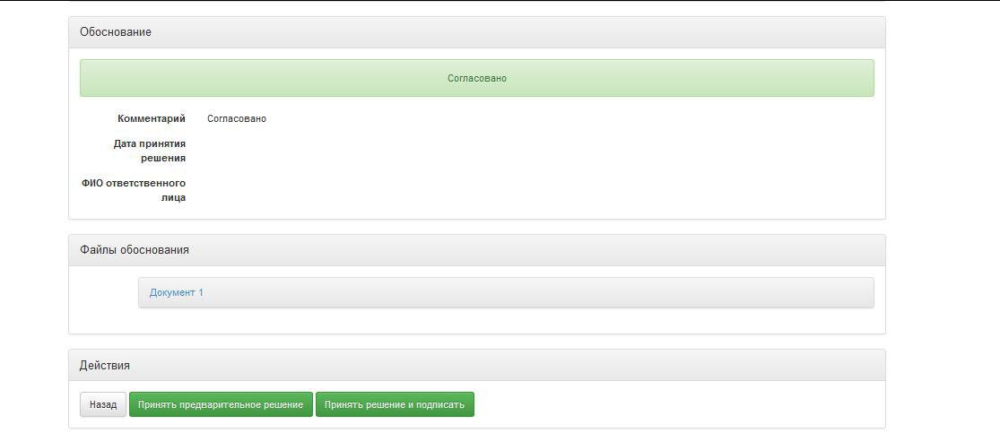 Обоснование
Согласовано
Комментарий Согласовано
Дата принятия
решения
ФИО ответственного
лица
Файлы обоснования
Документ 1
Действия
Назад Принять предварительное решение Принять решение и подписать